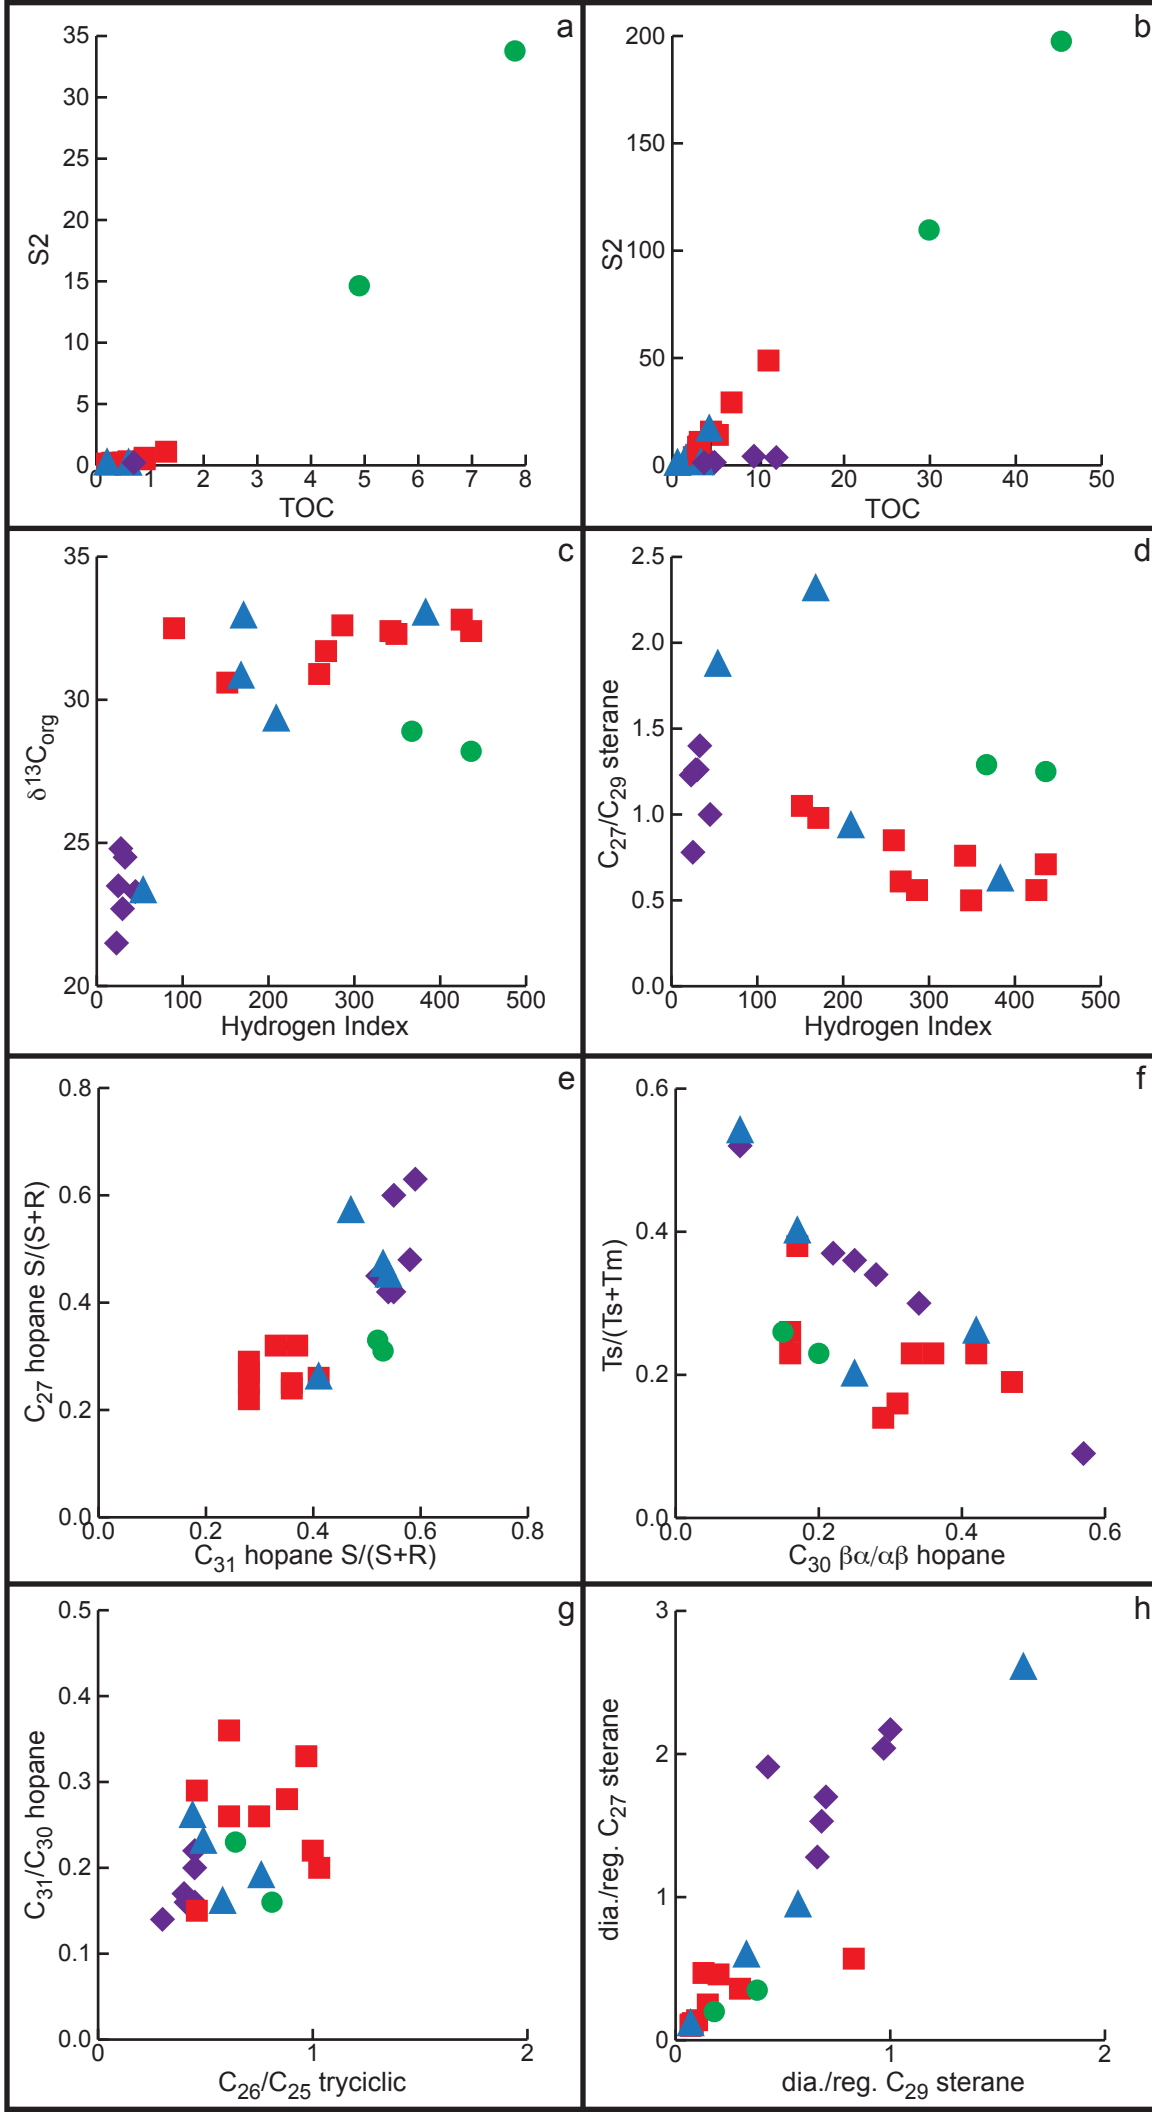 a
35
30
25
20
15
10
5
0
S2
0 1 2 3 4 5 6 7 8
TOC
b
200
150
100
50
0
S2
0 10 20 30 40 50
TOC
c
35
30
25
20
δ13Corg
0 100 200 300 400 500
Hydrogen Index
d
2.5
2.0
1.5
1.0
0.5
0.0
C27/C29 sterane
0 100 200 300 400 500
Hydrogen Index
e
0.8
0.6
0.4
0.2
0.0
C27 hopane S/(S+R)
0.0 0.2 0.4 0.6 0.8
C31 hopane S/(S+R)
f
0.6
0.4
0.2
0.0
Ts/(Ts+Tm)
0.0 0.2 0.4 0.6
C30 βα/αβ hopane
g
0.5
0.4
0.3
0.2
0.1
0.0
C31/C30 hopane
0 1 2
C26/C25 tryciclic
h
3
2
1
0
dia./reg. C27 sterane
0 1 2
dia./reg. C29 sterane